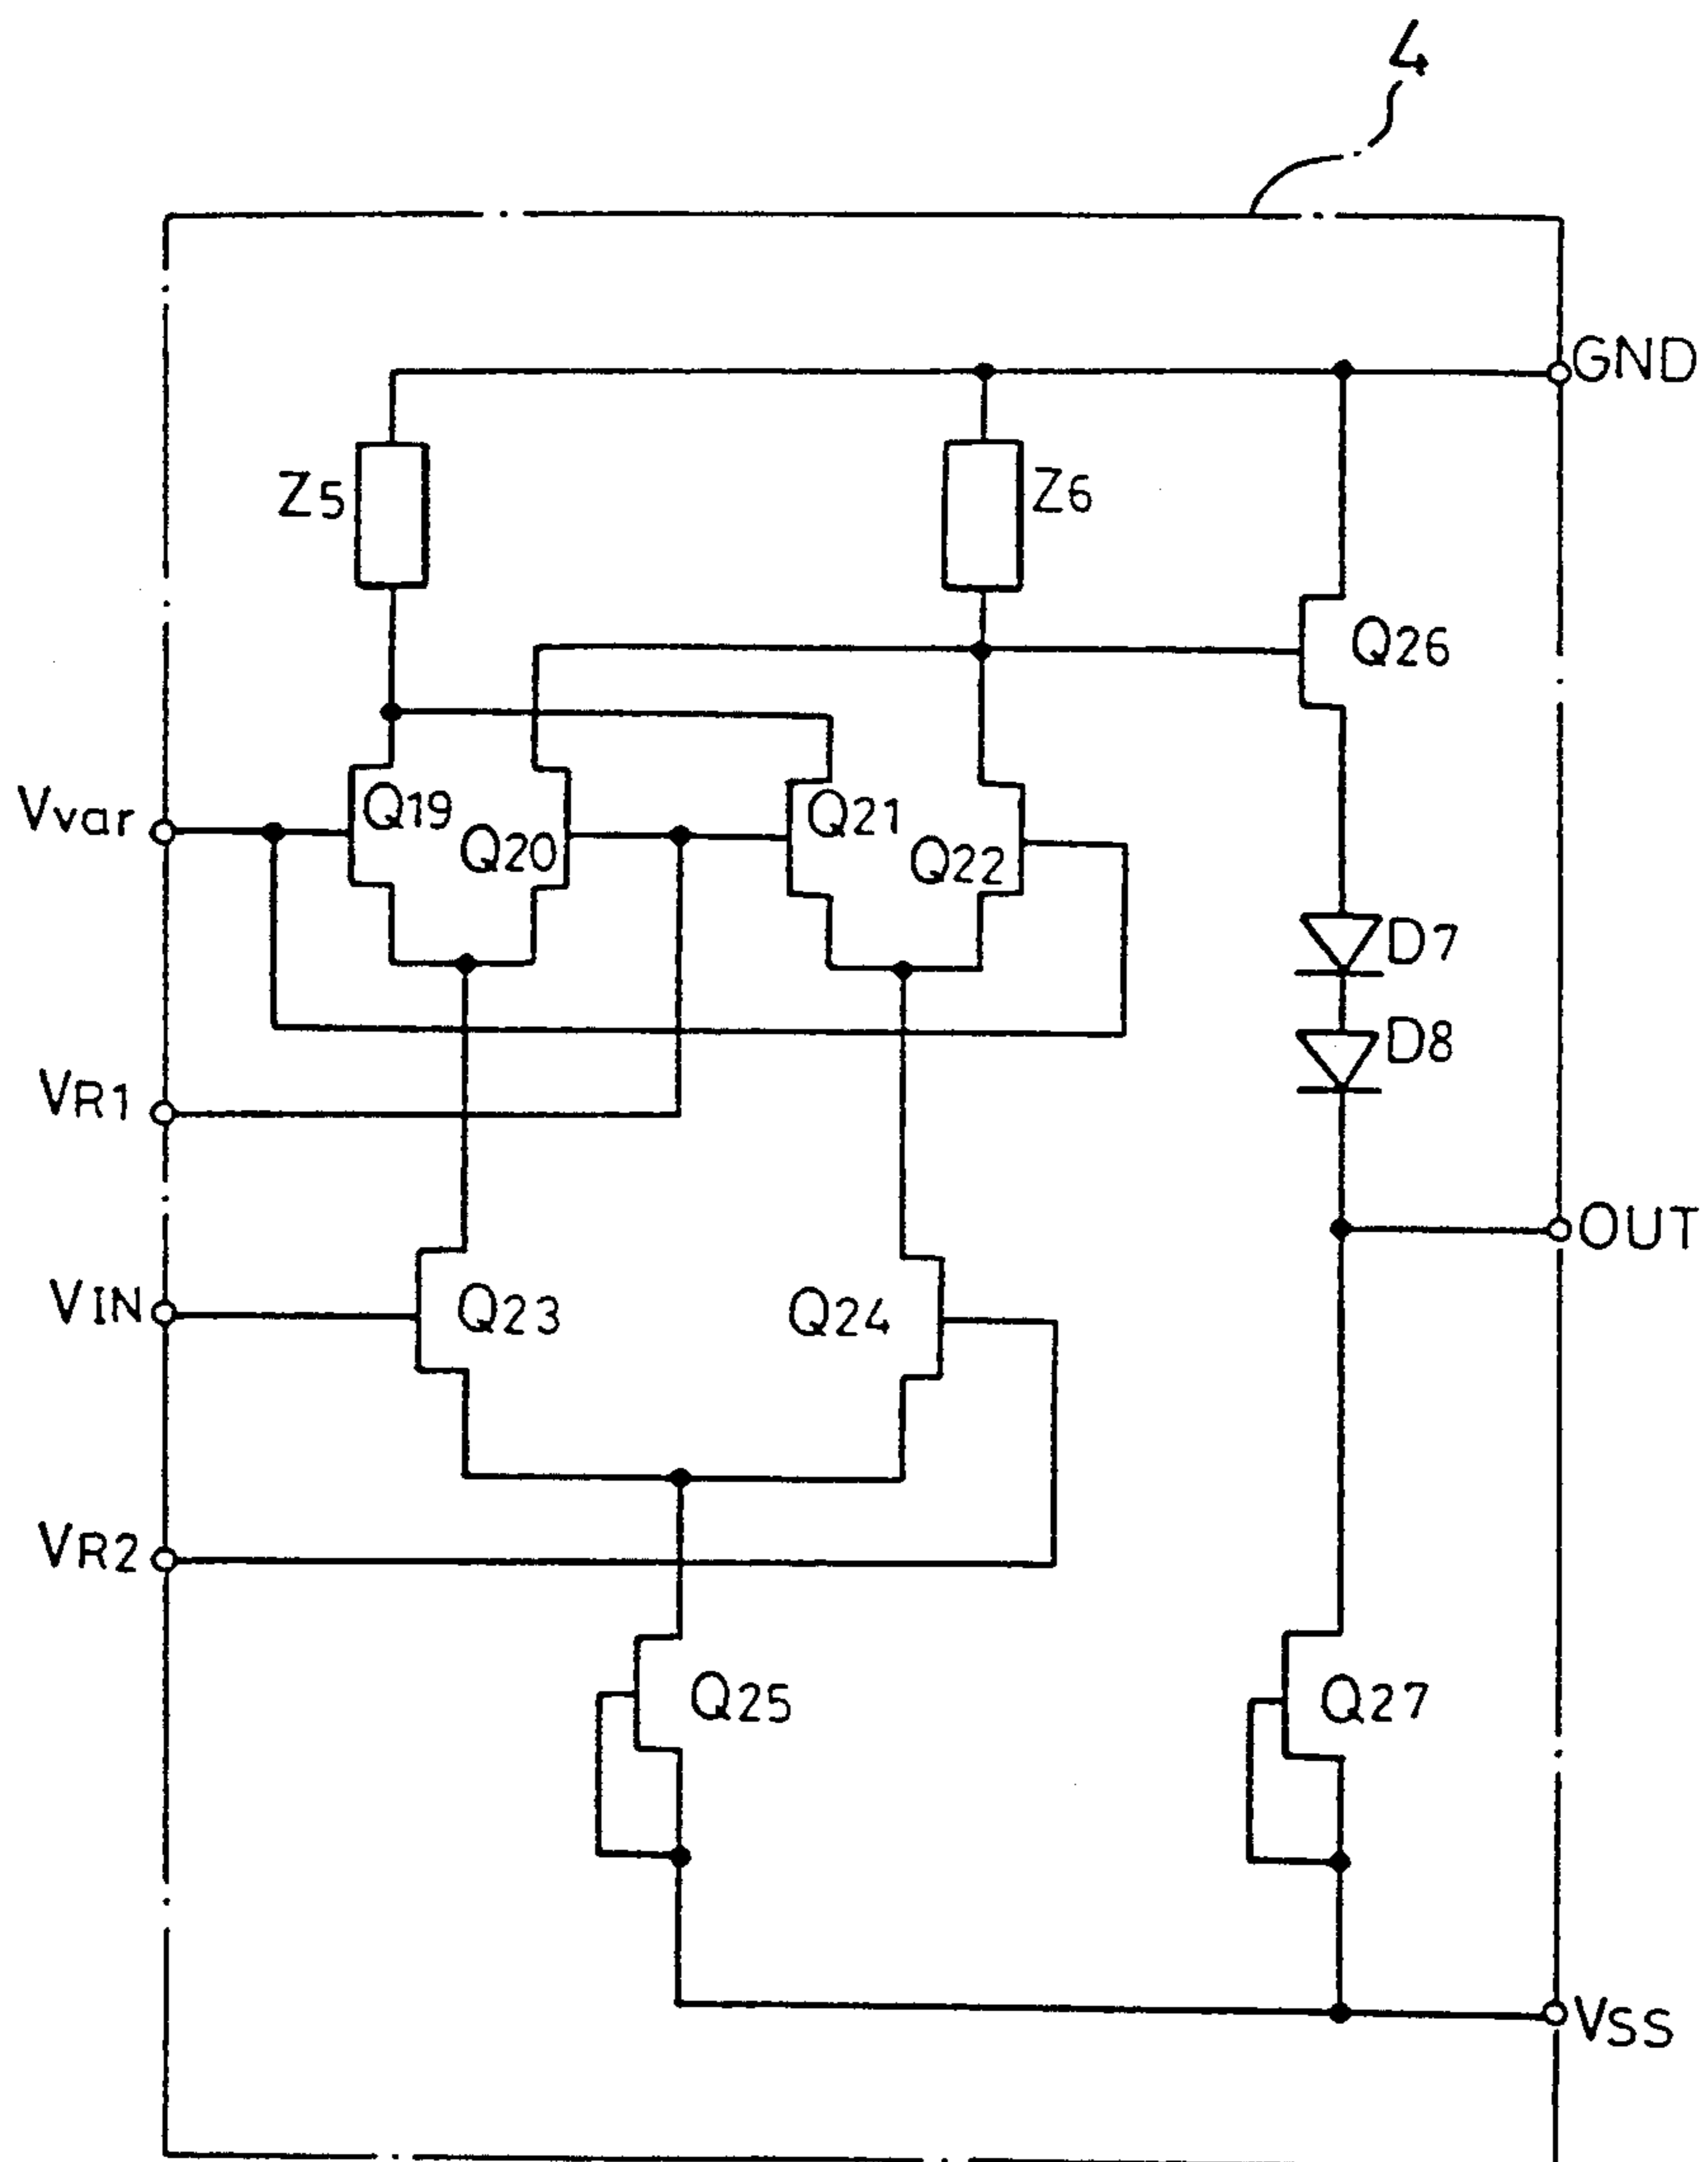 4
GND
Z5
Z6
Q26
Vvar
Q19
Q20
Q21
Q22
D7
D8
VR1
OUT
VIN
Q23
Q24
VR2
Q25
Q27
VSS